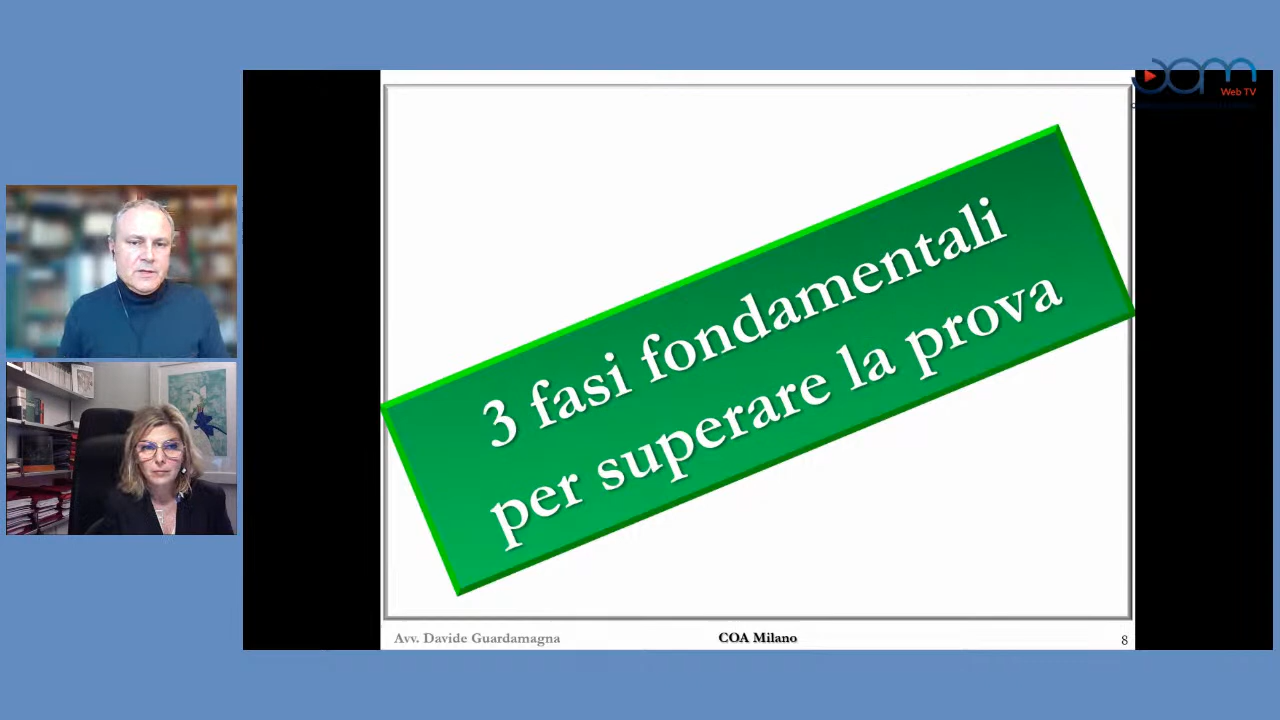 Web TV
3 fasi fondamentali
per superare la prova
Avv. Davide Guardamagna
COA Milano
8